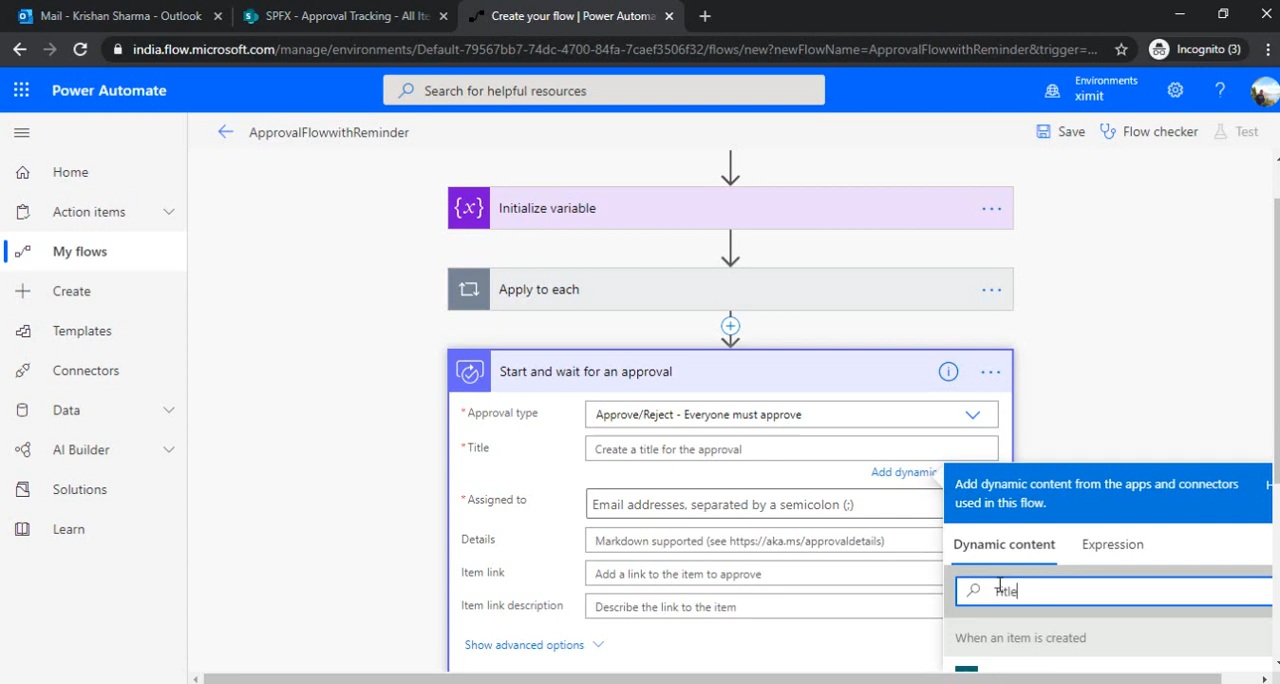 Mail - Krishan Sharma - Outlook
SPFX - Approval Tracking - All Ite
Create your flow | Power Automa
india.flow.microsoft.com/manage/environments/Default-79567bb7-74dc-4700-84fa-7caef3506f32/flows/new?newFlowName=ApprovalFlowwithReminder&trigger=...
Incognito (3)
Power Automate
Search for helpful resources
Environments
ximit
ApprovalFlowwithReminder
Save
Flow checker
Test
Home
Action items
My flows
Create
Templates
Connectors
Data
AI Builder
Solutions
Learn
{x}
Initialize variable
Apply to each
Start and wait for an approval
* Approval type
Approve/Reject - Everyone must approve
* Title
Create a title for the approval
Add dynamic
* Assigned to
Email addresses, separated by a semicolon (;)
Details
Markdown supported (see https://aka.ms/approvaldetails)
Item link
Add a link to the item to approve
Item link description
Describe the link to the item
Show advanced options
Add dynamic content from the apps and connectors
used in this flow.
Dynamic content
Expression
Title
When an item is created